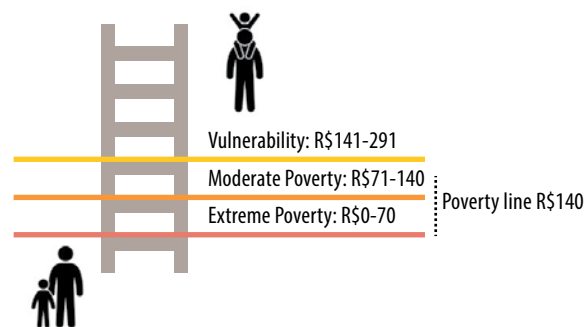 Vulnerability: R$141-291
Moderate Poverty: R$71-140
Extreme Poverty: R$0-70
Poverty line R$140